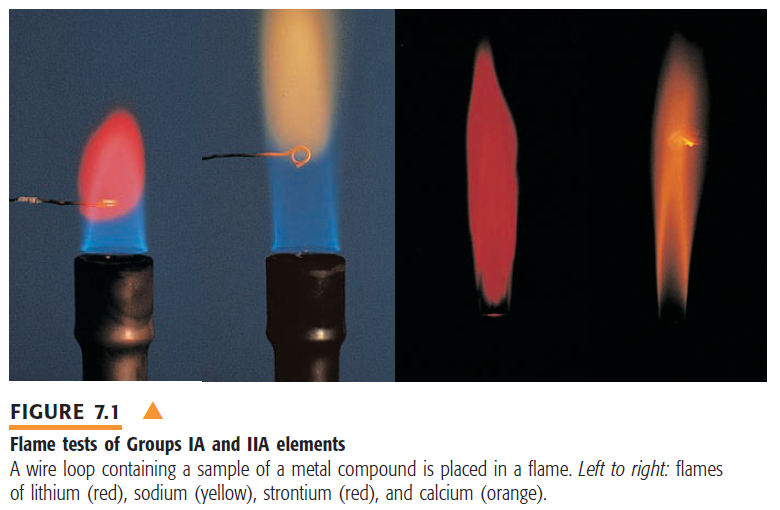 FIGURE 7.1
Flame tests of Groups IA and IIA elements
A wire loop containing a sample of a metal compound is placed in a flame. Left to right: flames
of lithium (red), sodium (yellow), strontium (red), and calcium (orange).